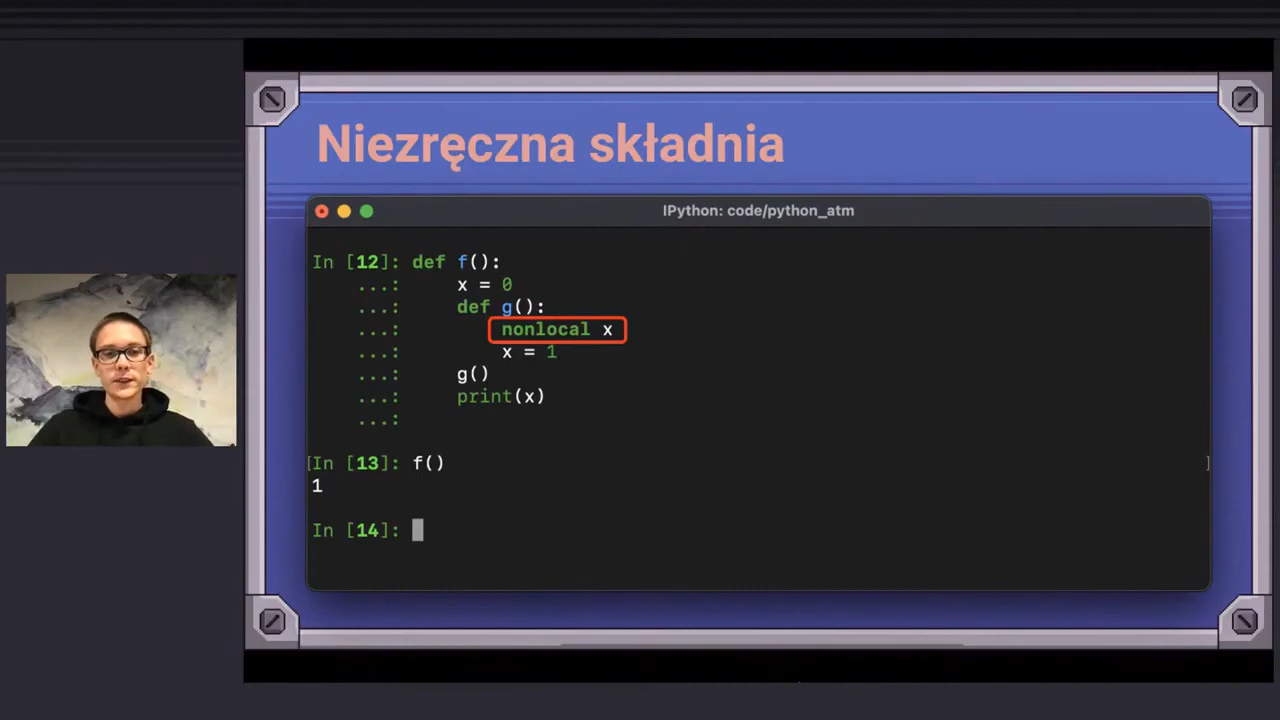 Niezręczna składnia
IPython: code/python_atm
In [12]: def f():
...: x = 0
...: def g():
...: nonlocal x
...: x = 1
...: g()
...: print(x)
...:
[In [13]: f() ]
1
In [14]: